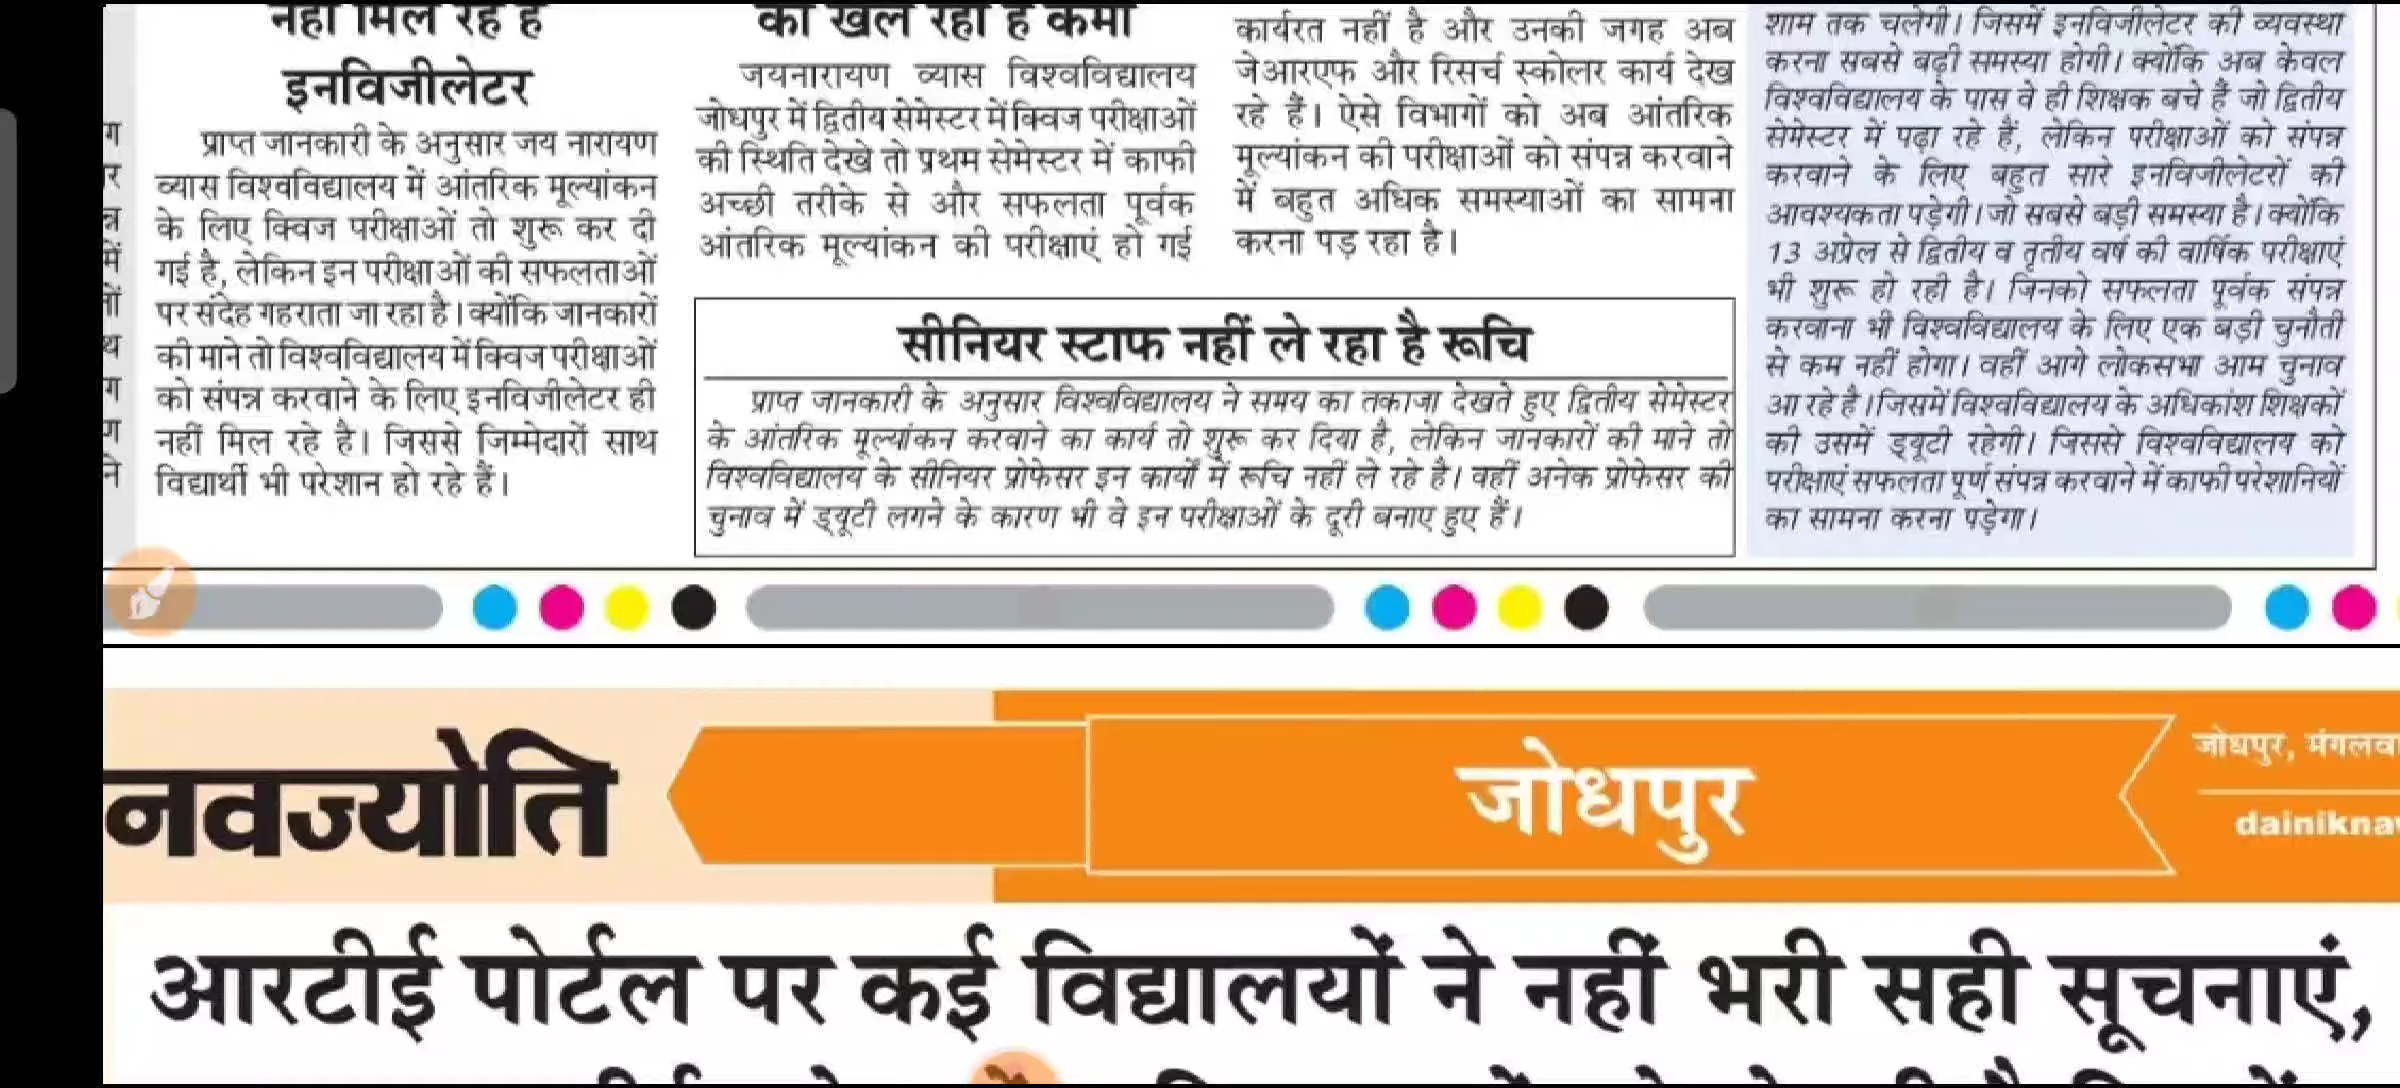 नहीं मिल रहे हैं
इनविजीलेटर
प्राप्त जानकारी के अनुसार जय नारायण
व्यास विश्वविद्यालय में आंतरिक मूल्यांकन
के लिए क्विज परीक्षाओं तो शुरू कर दी
गई है, लेकिन इन परीक्षाओं की सफलताओं
पर संदेह गहराता जा रहा है। क्योंकि जानकारों
की माने तो विश्वविद्यालय में क्विज परीक्षाओं
को संपन्न करवाने के लिए इनविजीलेटर ही
नहीं मिल रहे है। जिससे जिम्मेदारों साथ
विद्यार्थी भी परेशान हो रहे हैं।
की खल रही है कमी
जयनारायण व्यास विश्वविद्यालय
जोधपुर में द्वितीय सेमेस्टर में क्विज परीक्षाओं
की स्थिति देखे तो प्रथम सेमेस्टर में काफी
अच्छी तरीके से और सफलता पूर्वक
आंतरिक मूल्यांकन की परीक्षाएं हो गई
कार्यरत नहीं है और उनकी जगह अब
जेआरएफ और रिसर्च स्कोलर कार्य देख
रहे हैं। ऐसे विभागों को अब आंतरिक
मूल्यांकन की परीक्षाओं को संपन्न करवाने
में बहुत अधिक समस्याओं का सामना
करना पड़ रहा है।
सीनियर स्टाफ नहीं ले रहा है रूचि
प्राप्त जानकारी के अनुसार विश्वविद्यालय ने समय का तकाजा देखते हुए द्वितीय सेमेस्टर
के आंतरिक मूल्यांकन करवाने का कार्य तो शुरू कर दिया है, लेकिन जानकारों की माने तो
विश्वविद्यालय के सीनियर प्रोफेसर इन कार्यों में रूचि नहीं ले रहे है। वहीं अनेक प्रोफेसर की
चुनाव में ड्यूटी लगने के कारण भी वे इन परीक्षाओं के दूरी बनाए हुए हैं।
शाम तक चलेगी। जिसमें इनविजीलेटर की व्यवस्था
करना सबसे बढ़ी समस्या होगी। क्योंकि अब केवल
विश्वविद्यालय के पास वे ही शिक्षक बचे हैं जो द्वितीय
सेमेस्टर में पढ़ा रहे हैं, लेकिन परीक्षाओं को संपन्न
करवाने के लिए बहुत सारे इनविजीलेटरों की
आवश्यकता पड़ेगी। जो सबसे बड़ी समस्या है। क्योंकि
13 अप्रेल से द्वितीय व तृतीय वर्ष की वार्षिक परीक्षाएं
भी शुरू हो रही है। जिनको सफलता पूर्वक संपन्न
करवाना भी विश्वविद्यालय के लिए एक बड़ी चुनौती
से कम नहीं होगा। वहीं आगे लोकसभा आम चुनाव
आ रहे है। जिसमें विश्वविद्यालय के अधिकांश शिक्षकों
की उसमें ड्यूटी रहेगी। जिससे विश्वविद्यालय को
परीक्षाएं सफलता पूर्ण संपन्न करवाने में काफी परेशानियों
का सामना करना पड़ेगा।
नवज्योति
जोधपुर
जोधपुर, मंगलवा
dainiknav
आरटीई पोर्टल पर कई विद्यालयों ने नहीं भरी सही सूचनाएं,